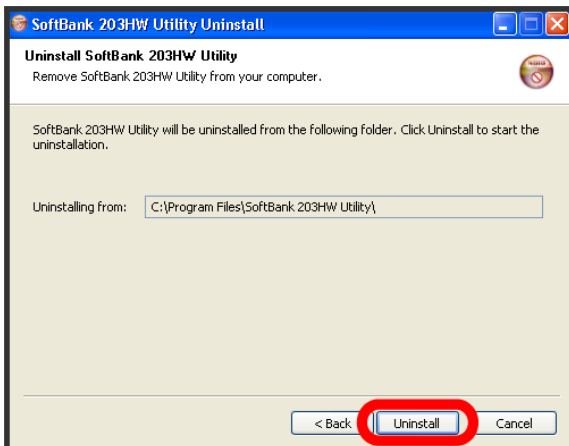 SoftBank 203HW Utility Uninstall
Uninstall SoftBank 203HW Utility
Remove SoftBank 203HW Utility from your computer.
SoftBank 203HW Utility will be uninstalled from the following folder. Click Uninstall to start the
uninstallation.
Uninstalling from: C:\Program Files\SoftBank 203HW Utility\
< Back Uninstall Cancel